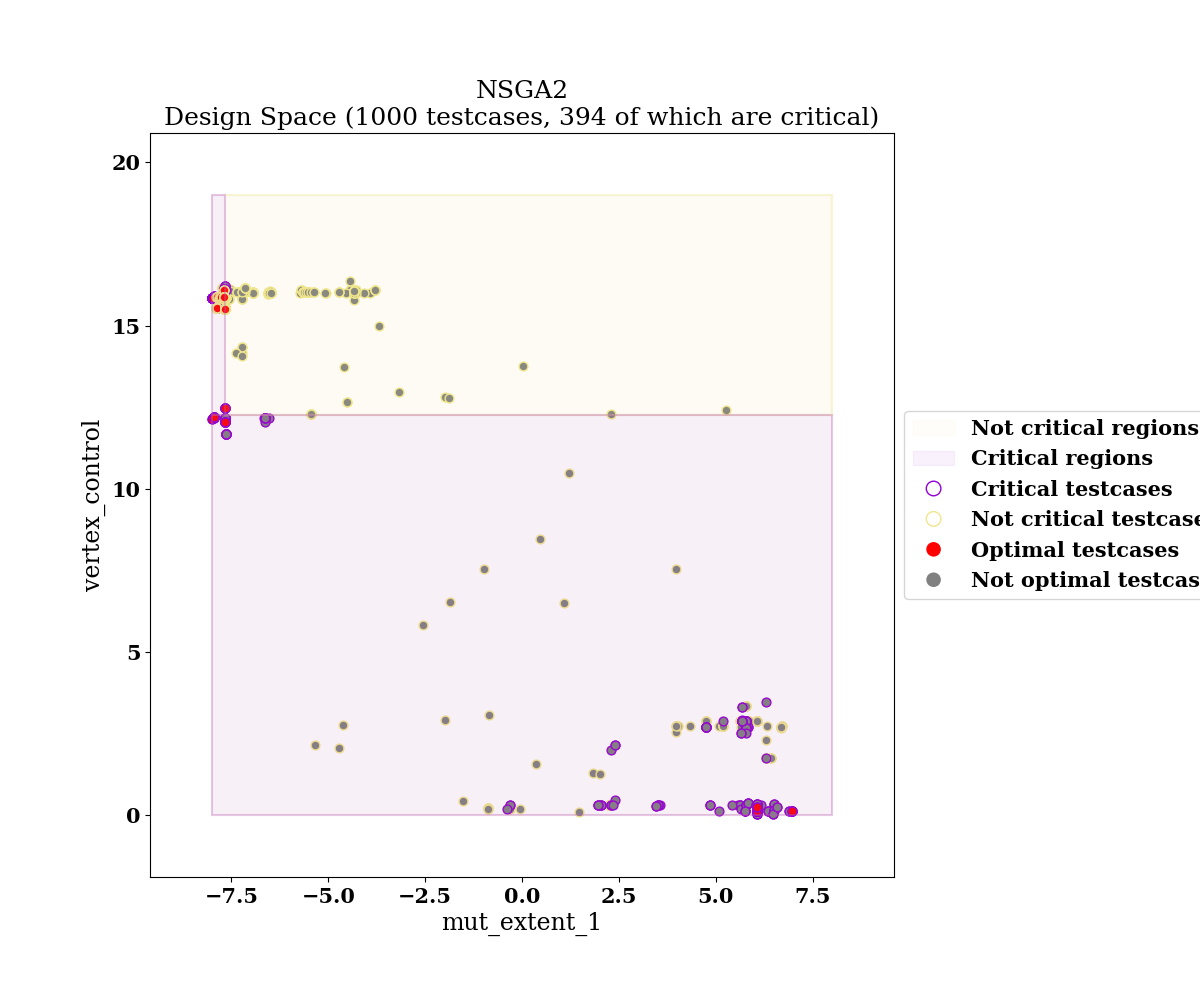 NSGA2
Design Space (1000 testcases, 394 of which are critical)
20
15
10
5
0
vertex_control
−7.5
−5.0
−2.5
0.0
2.5
5.0
7.5
mut_extent_1
Not critical regions
Critical regions
Critical testcases
Not critical testcase
Optimal testcases
Not optimal testcas